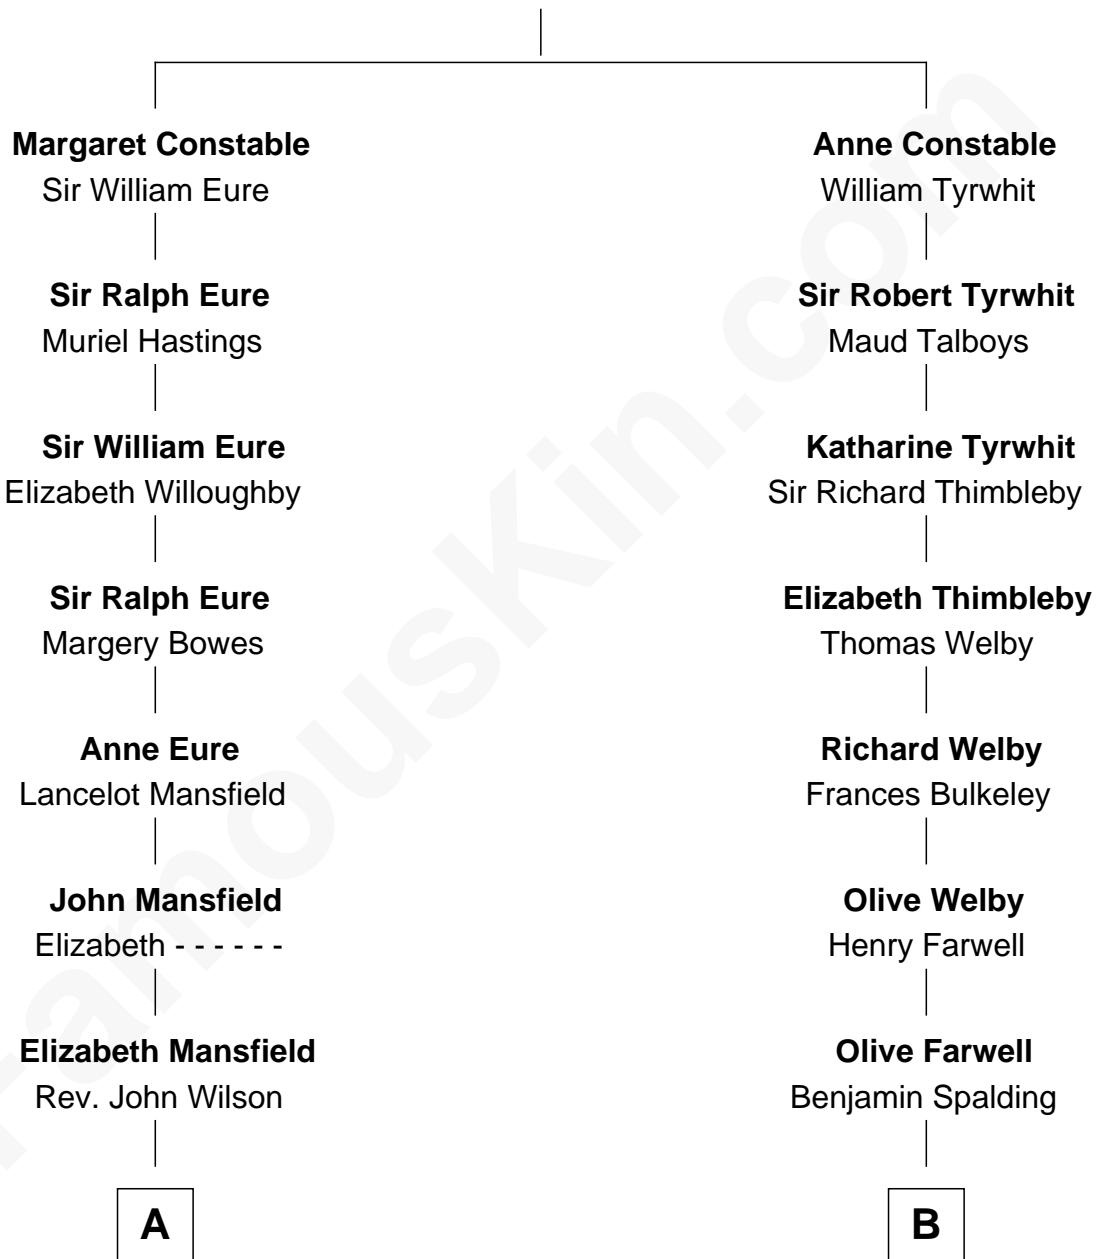 Margaret Constable
Sir William Eure
Anne Constable
William Tyrwhit
Sir Ralph Eure
Muriel Hastings
Sir Robert Tyrwhit
Maud Talboys
Sir William Eure
Elizabeth Willoughby
Katharine Tyrwhit
Sir Richard Thimbleby
Sir Ralph Eure
Margery Bowes
Elizabeth Thimbleby
Thomas Welby
Anne Eure
Lancelot Mansfield
Richard Welby
Frances Bulkeley
John Mansfield
Elizabeth - - - - - -
Olive Welby
Henry Farwell
Elizabeth Mansfield
Rev. John Wilson
Olive Farwell
Benjamin Spalding
A
B
FamousKin.com